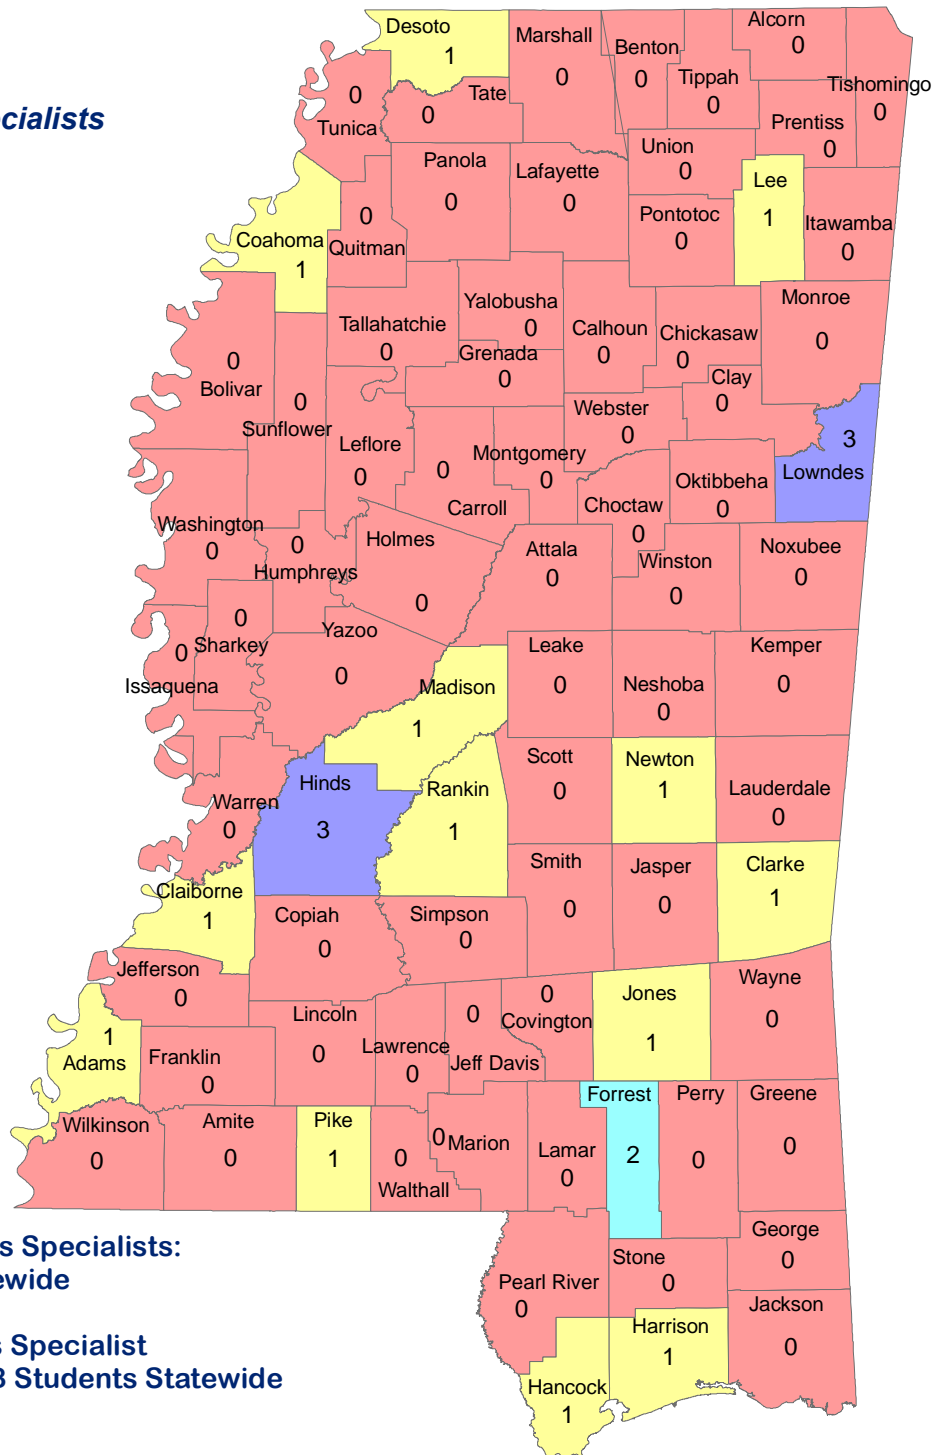 Desoto
1
Marshall
0
Benton
0
Tippah
0
Alcorn
0
Tishomingo
0
Prentiss
0
0
Tunica
Tate
0
cialists
Panola
0
Lafayette
0
Union
0
Lee
1
Pontotoc
0
Itawamba
0
Coahoma
1
0
Quitman
Tallahatchie
0
Yalobusha
0
Calhoun
0
Chickasaw
0
Monroe
0
0
Bolivar
0
Sunflower
Grenada
0
Clay
0
Leflore
0
0
Carroll
Montgomery
0
Webster
0
Choctaw
0
Oktibbeha
0
3
Lowndes
Washington
0
0
Humphreys
Holmes
0
Attala
0
Winston
0
Noxubee
0
0
Sharkey
0
Issaquena
Yazoo
0
Leake
0
Neshoba
0
Kemper
0
Madison
1
Warren
0
Hinds
3
Rankin
1
Scott
0
Newton
1
Lauderdale
0
Claiborne
1
Copiah
0
Simpson
0
Smith
0
Jasper
0
Clarke
1
Jefferson
0
1
Adams
Franklin
0
Lincoln
0
Lawrence
0
0
Jeff Davis
0
Covington
Jones
1
Wayne
0
Wilkinson
0
Amite
0
Pike
1
0
Walthall
0
Marion
Lamar
0
Forrest
2
Perry
0
Greene
0
s Specialists:
ewide
Pearl River
0
Stone
0
George
0
Jackson
0
s Specialist
3 Students Statewide
Hancock
1
Harrison
1